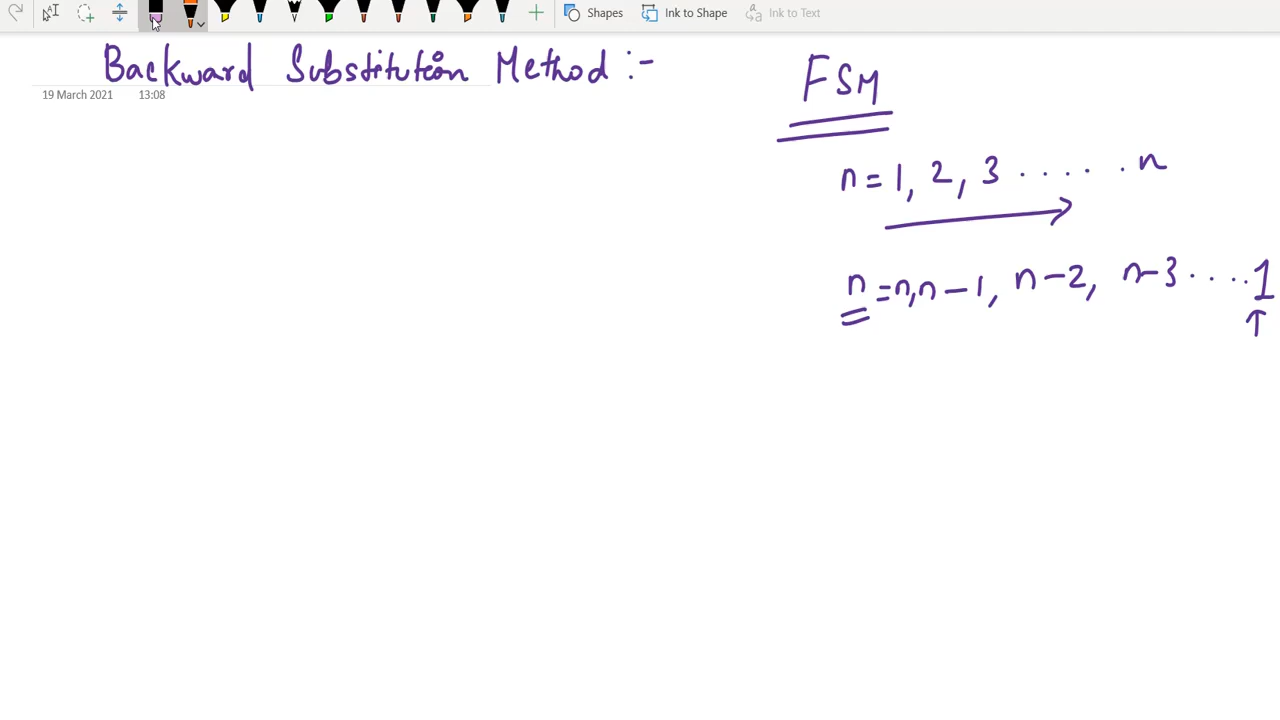 Shapes Ink to Shape Ink to Text
Backward Substitution Method :-
19 March 2021 13:08
FSM
n = 1, 2, 3 ...... n
n = n, n-1, n-2, n-3 .... 1